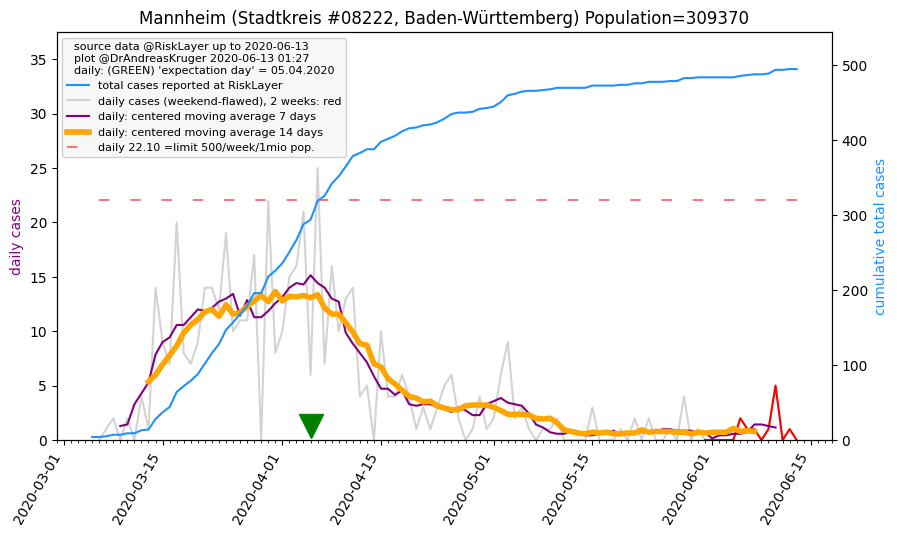 Mannheim (Stadtkreis #08222, Baden-Württemberg) Population=309370
source data @RiskLayer up to 2020-06-13
plot @DrAndreasKruger 2020-06-13 01:27
daily: (GREEN) 'expectation day' = 05.04.2020
total cases reported at RiskLayer
daily cases (weekend-flawed), 2 weeks: red
daily: centered moving average 7 days
daily: centered moving average 14 days
daily 22.10 =limit 500/week/1mio pop.
daily cases
35
30
25
20
15
10
5
0
500
400
300
200
100
0
cumulative total cases
2020-03-01
2020-03-15
2020-04-01
2020-04-15
2020-05-01
2020-05-15
2020-06-01
2020-06-15